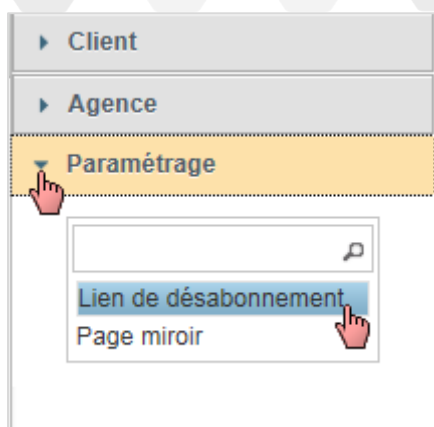 Client
Agence
Paramétrage
Lien de désabonnement
Page miroir